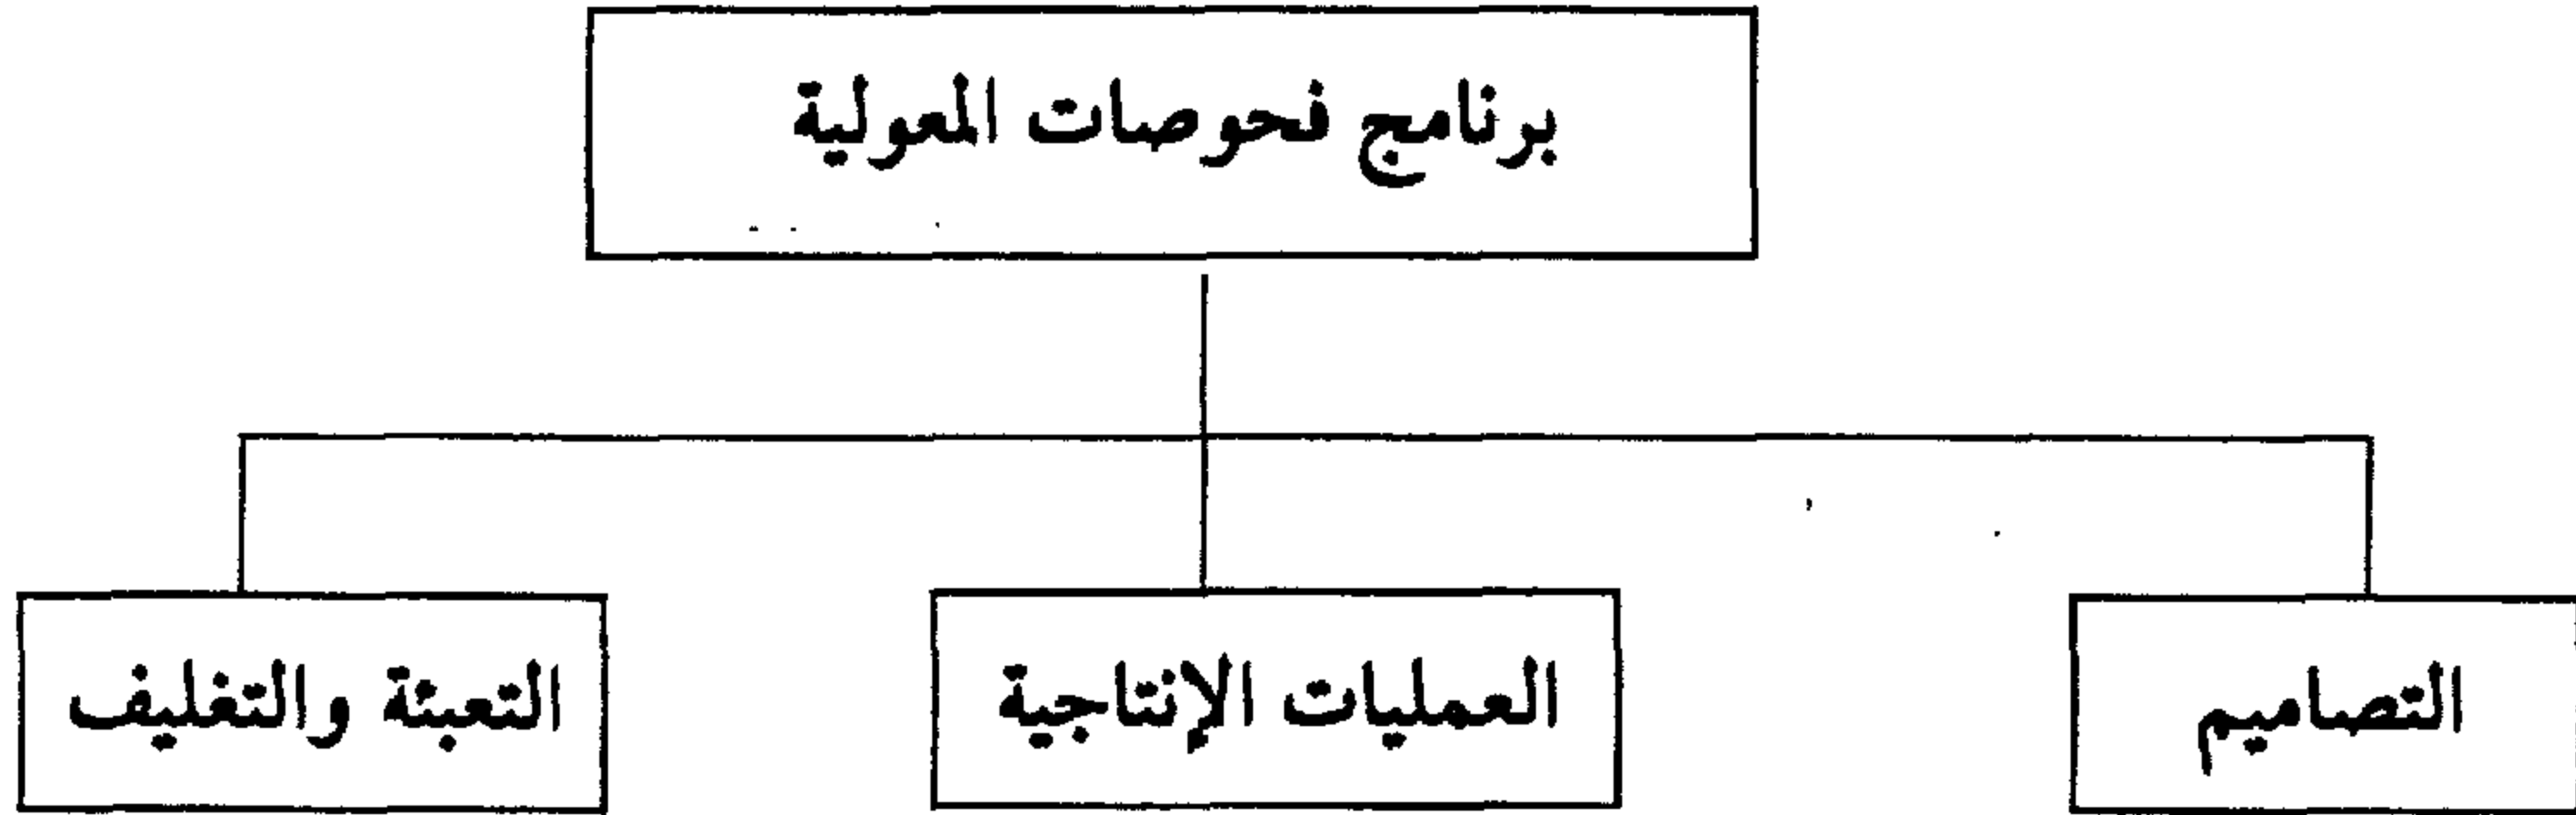 برنامج فحوصات المعولية
التصاميم
العمليات الإنتاجية
التعبئة والتغليف